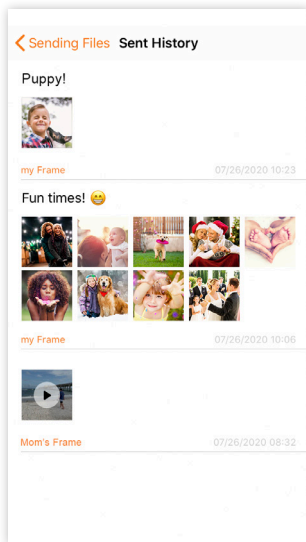 Sending Files Sent History
Puppy!
my Frame 07/26/2020 10:23
Fun times! 😁
my Frame 07/26/2020 10:06
Mom's Frame 07/26/2020 08:32